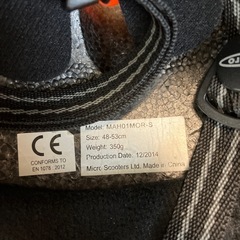 Model: MAH01MOR-S
Size: 48-53cm
Weight: 350g
Production Date: 12/2014
Micro Scooters Ltd. Made in China
CE
CONFORMS TO
EN 1078 : 2012